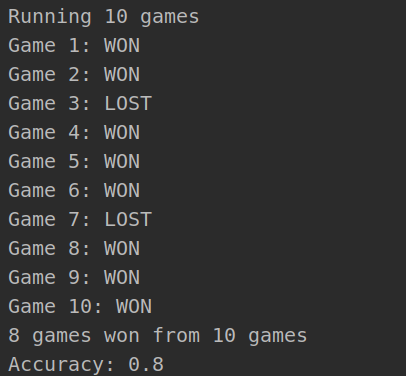 Running 10 games
Game 1: WON
Game 2: WON
Game 3: LOST
Game 4: WON
Game 5: WON
Game 6: WON
Game 7: LOST
Game 8: WON
Game 9: WON
Game 10: WON
8 games won from 10 games
Accuracy: 0.8